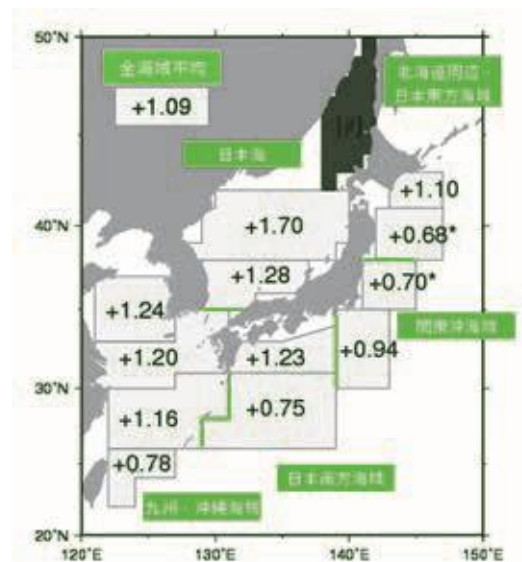 50°N
40°N
30°N
20°N
120°E
130°E
140°E
150°E
全海域平均
+1.09
北海道周辺・
日本東方海域
日本海
[#]
+1.10
+1.70
+0.68*
+1.28
+0.70*
+1.24
関東沖海域
+1.20
+1.23
+0.94
+1.16
+0.75
+0.78
日本南方海域
九州・沖縄海域